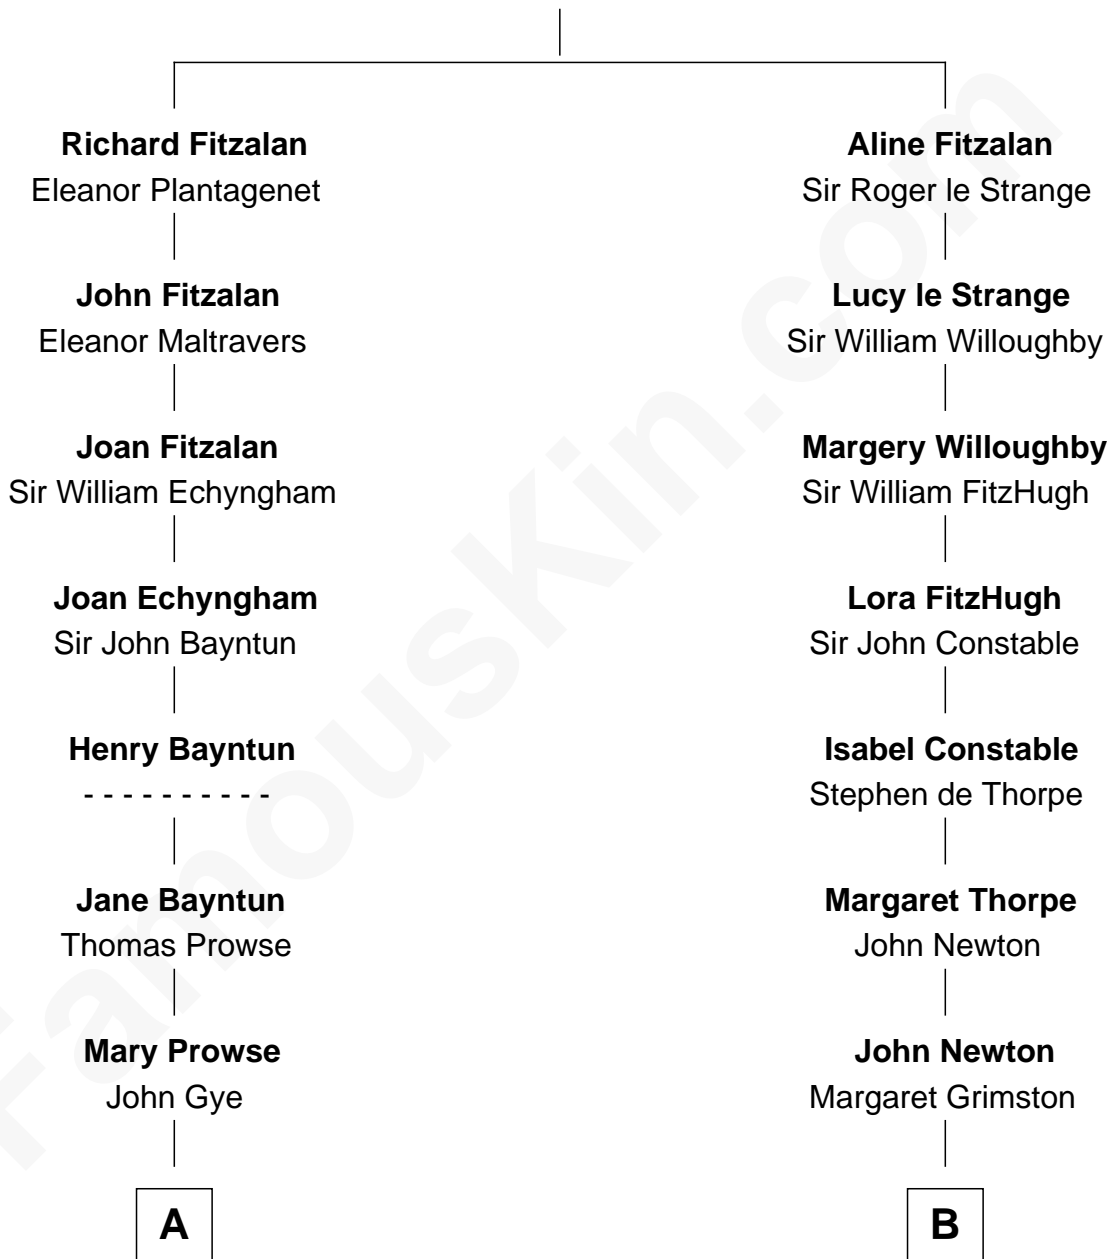 Richard Fitzalan
Eleanor Plantagenet
John Fitzalan
Eleanor Maltravers
Joan Fitzalan
Sir William Echyngham
Joan Echyngham
Sir John Bayntun
Henry Bayntun
- - - - - - - - - -
Jane Bayntun
Thomas Prowse
Mary Prowse
John Gye
A
Aline Fitzalan
Sir Roger le Strange
Lucy le Strange
Sir William Willoughby
Margery Willoughby
Sir William FitzHugh
Lora FitzHugh
Sir John Constable
Isabel Constable
Stephen de Thorpe
Margaret Thorpe
John Newton
John Newton
Margaret Grimston
B
FamousKin.com